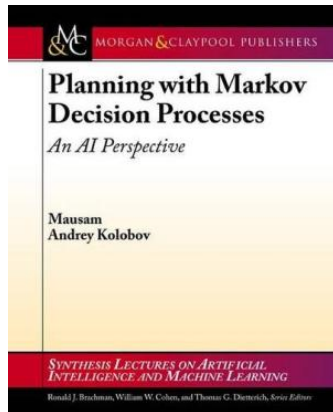 M
&C
MORGAN & CLAYPOOL PUBLISHERS
Planning with Markov
Decision Processes
An AI Perspective
Mausam
Andrey Kolobov
SYNTHESIS LECTURES ON ARTIFICIAL
INTELLIGENCE AND MACHINE LEARNING
Ronald J. Brachman, William W. Cohen, and Thomas G. Dietterich, Series Editors